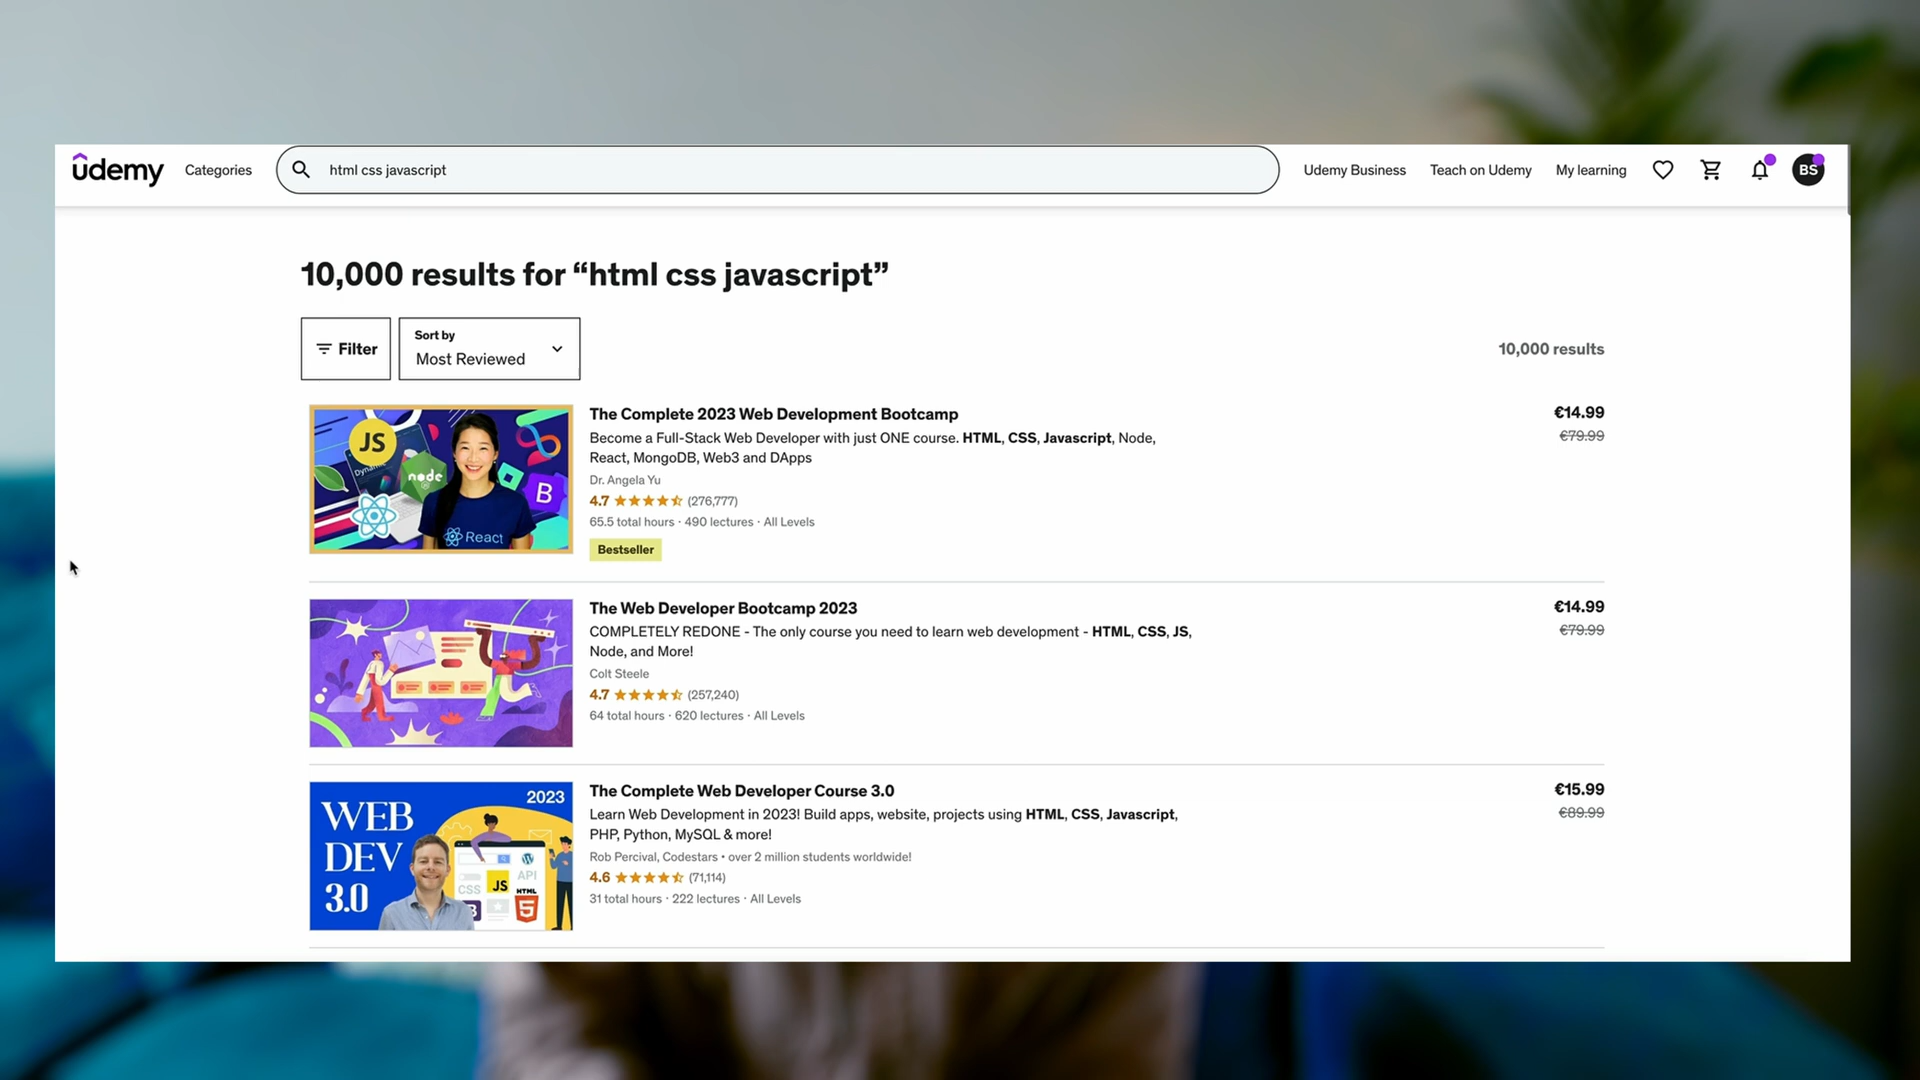 ûdemy Categories html css javascript Udemy Business Teach on Udemy My learning BS
10,000 results for “html css javascript”
Filter
Sort by
Most Reviewed
10,000 results
JS
node
React
B
The Complete 2023 Web Development Bootcamp
Become a Full-Stack Web Developer with just ONE course. HTML, CSS, Javascript, Node,
React, MongoDB, Web3 and DApps
Dr. Angela Yu
4.7 (276,777)
65.5 total hours · 490 lectures · All Levels
Bestseller
€14.99
€79.99
The Web Developer Bootcamp 2023
COMPLETELY REDONE - The only course you need to learn web development - HTML, CSS, JS,
Node, and More!
Colt Steele
4.7 (257,240)
64 total hours · 620 lectures · All Levels
€14.99
€79.99
2023
WEB
DEV
3.0
CSS
JS
API
HTML
5
The Complete Web Developer Course 3.0
Learn Web Development in 2023! Build apps, website, projects using HTML, CSS, Javascript,
PHP, Python, MySQL & more!
Rob Percival, Codestars • over 2 million students worldwide!
4.6 (71,114)
31 total hours · 222 lectures · All Levels
€15.99
€89.99